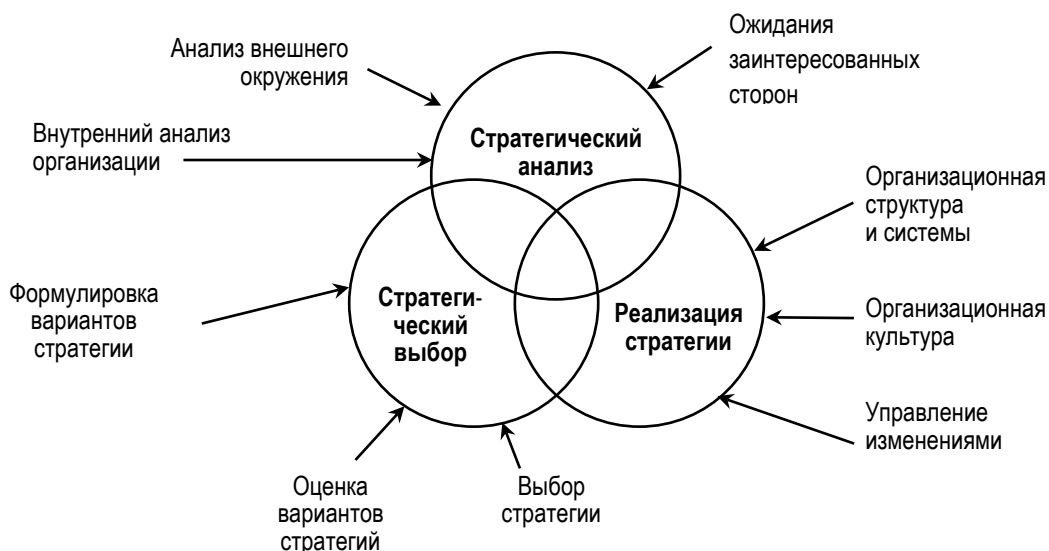 Анализ внешнего
окружения
Ожидания
заинтересованных
сторон
Внутренний анализ
организации
Стратегический
анализ
Организационная
структура
и системы
Формулировка
вариантов
стратегии
Стратеги-
ческий
выбор
Реализация
стратегии
Организационная
культура
Управление
изменениями
Оценка
вариантов
стратегий
Выбор
стратегии